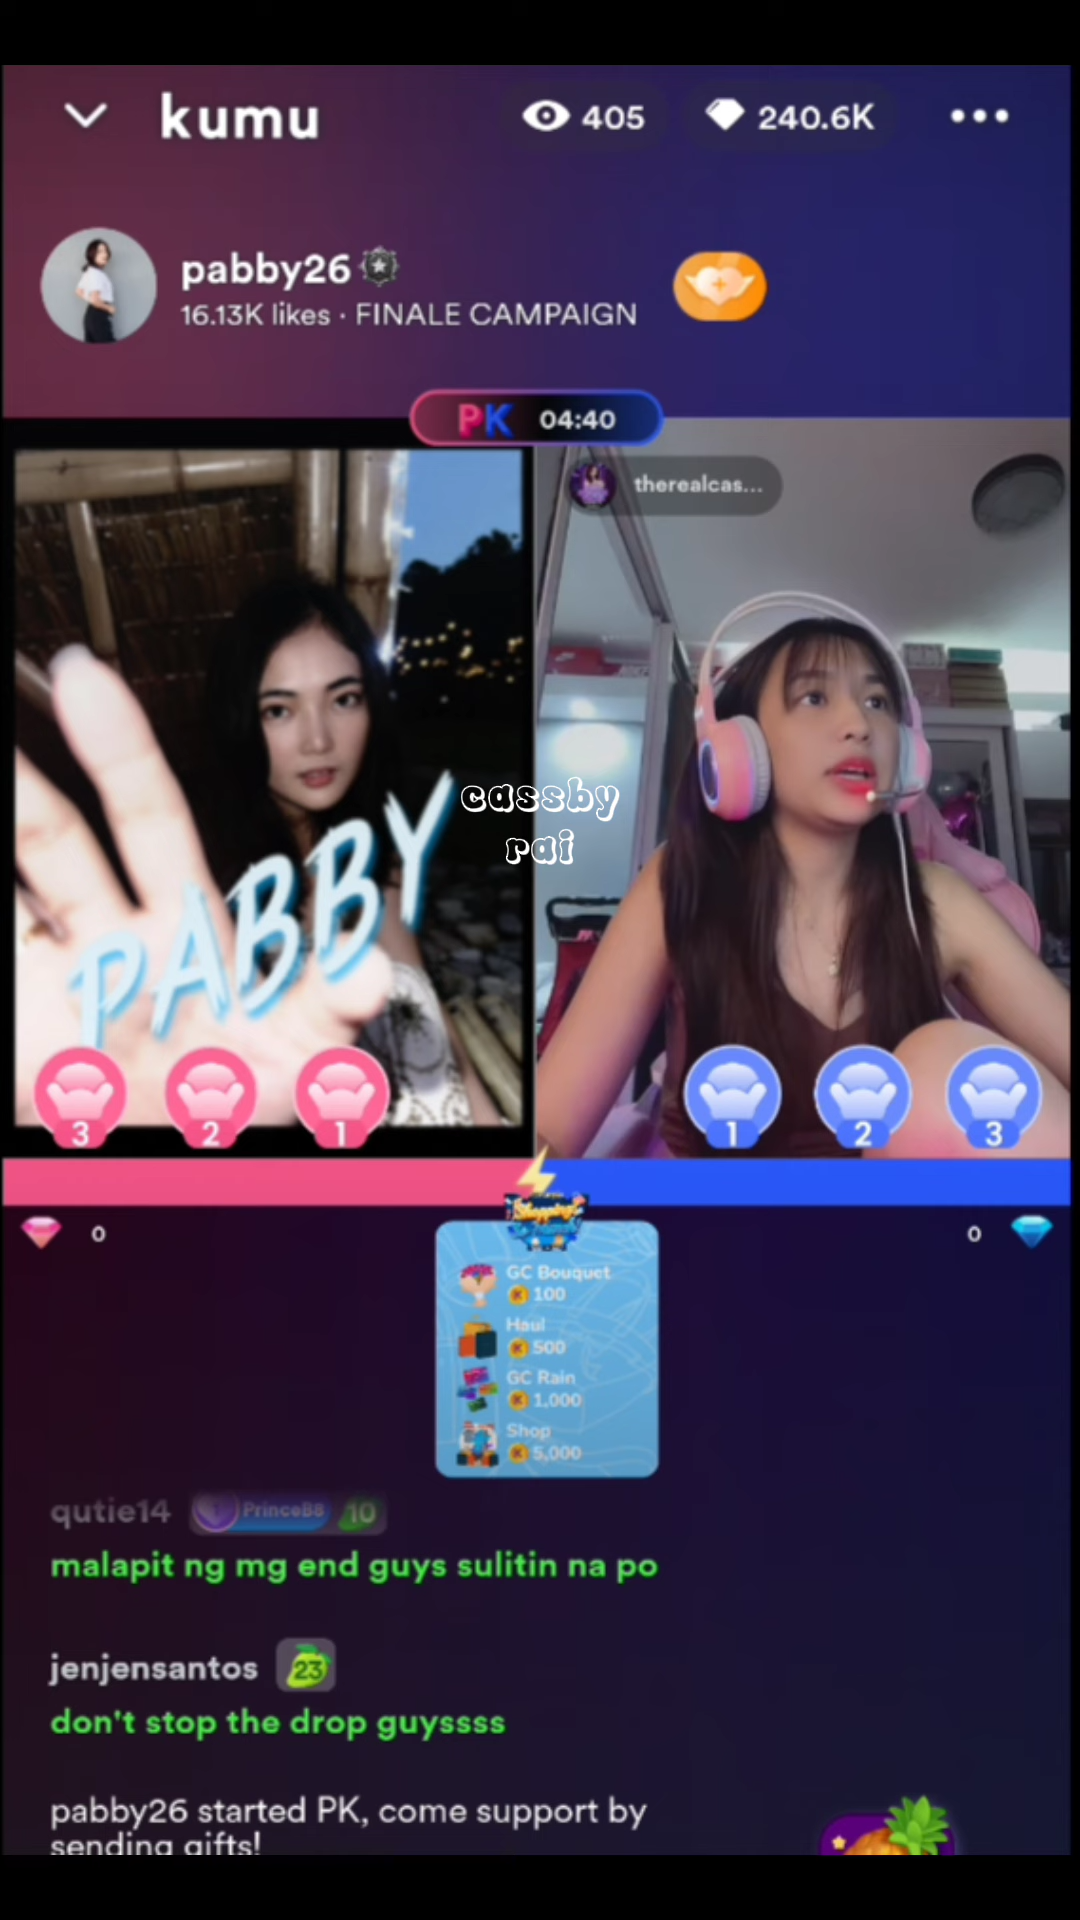 kumu
405
240.6K
pabby26
16.13K likes · FINALE CAMPAIGN
PK 04:40
therealcas...
cassby
rai
PABBY
3 2 1
1 2 3
0
0
Shopping
GC Bouquet
100
Haul
500
GC Rain
1,000
Shop
5,000
qutie14 PrinceB8 10
malapit ng mg end guys sulitin na po
jenjensantos 23
don't stop the drop guyssss
pabby26 started PK, come support by
sending gifts!